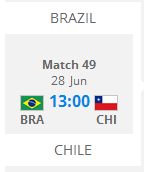 BRAZIL
Match 49
28 Jun
13:00
BRA CHI
CHILE